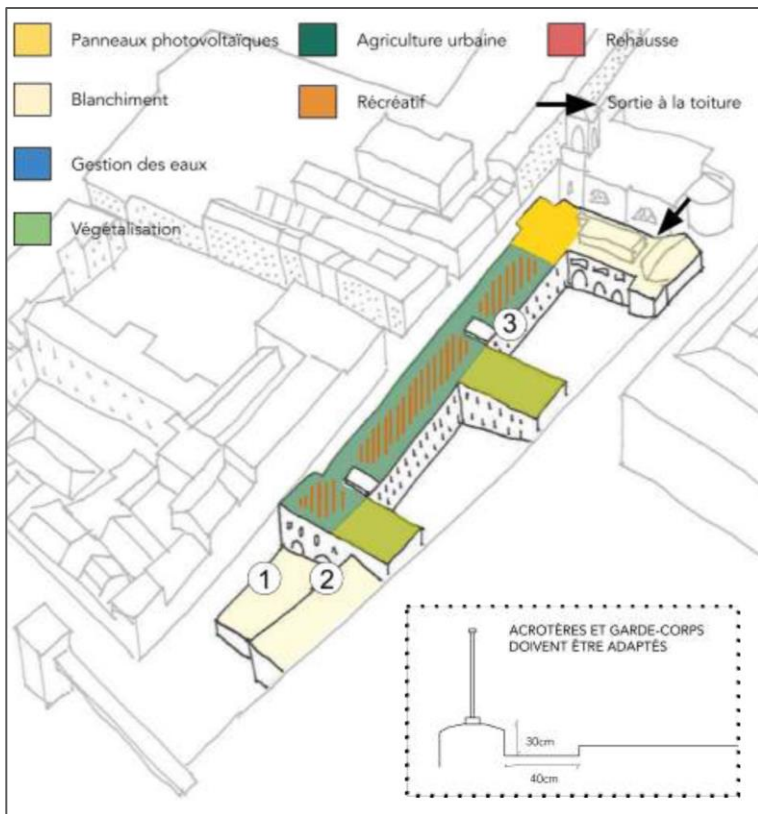 Panneaux photovoltaïques
Agriculture urbaine
Rehausse
Blanchiment
Récréatif
Sortie à la toiture
Gestion des eaux
Végétalisation
3
1
2
ACROTÈRES ET GARDE-CORPS
DOIVENT ÊTRE ADAPTÉS
30cm
40cm